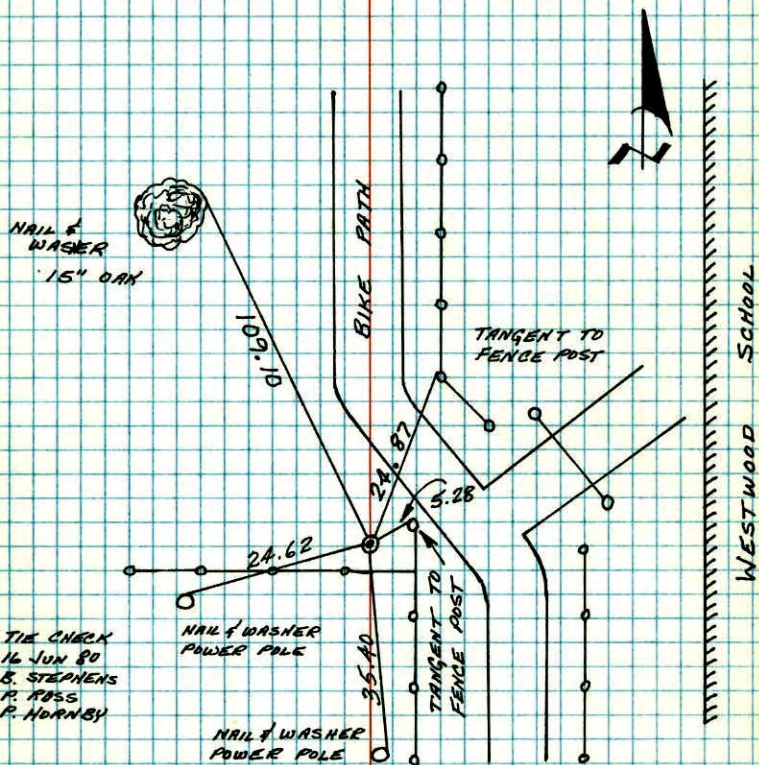 NAIL &
WASHER
15" OAK
109.10
BIKE PATH
TANGENT TO
FENCE POST
WESTWOOD SCHOOL
24.87
5.28
24.62
TANGENT TO
FENCE POST
NAIL & WASHER
POWER POLE
35.40
TIE CHECK
16 JUN 80
B. STEPHENS
P. ROSS
P. HORNBY
NAIL & WASHER
POWER POLE
N